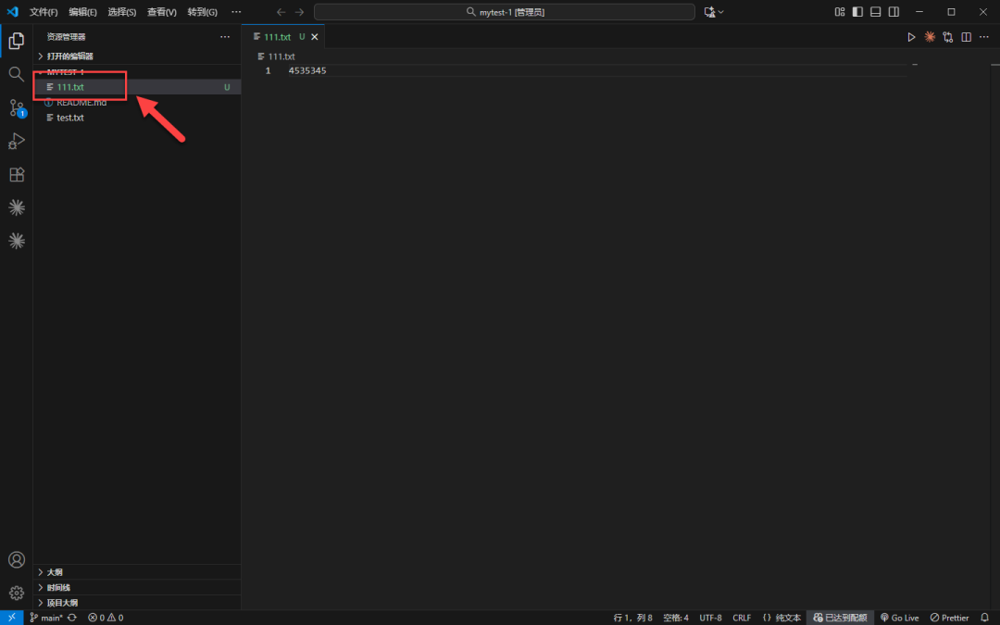 文件(F) 编辑(E) 选择(S) 查看(V) 转到(G) ··· mytest-1 [管理员]
资源管理器 ···
111.txt U
打开的编辑器
111.txt
MYTEST-1
1 4535345
111.txt U
README.md
test.txt
1
大纲
时间线
项目大纲
main* 0 0 行 1，列 8 空格: 4 UTF-8 CRLF {} 纯文本 已达到配额 Go Live Prettier